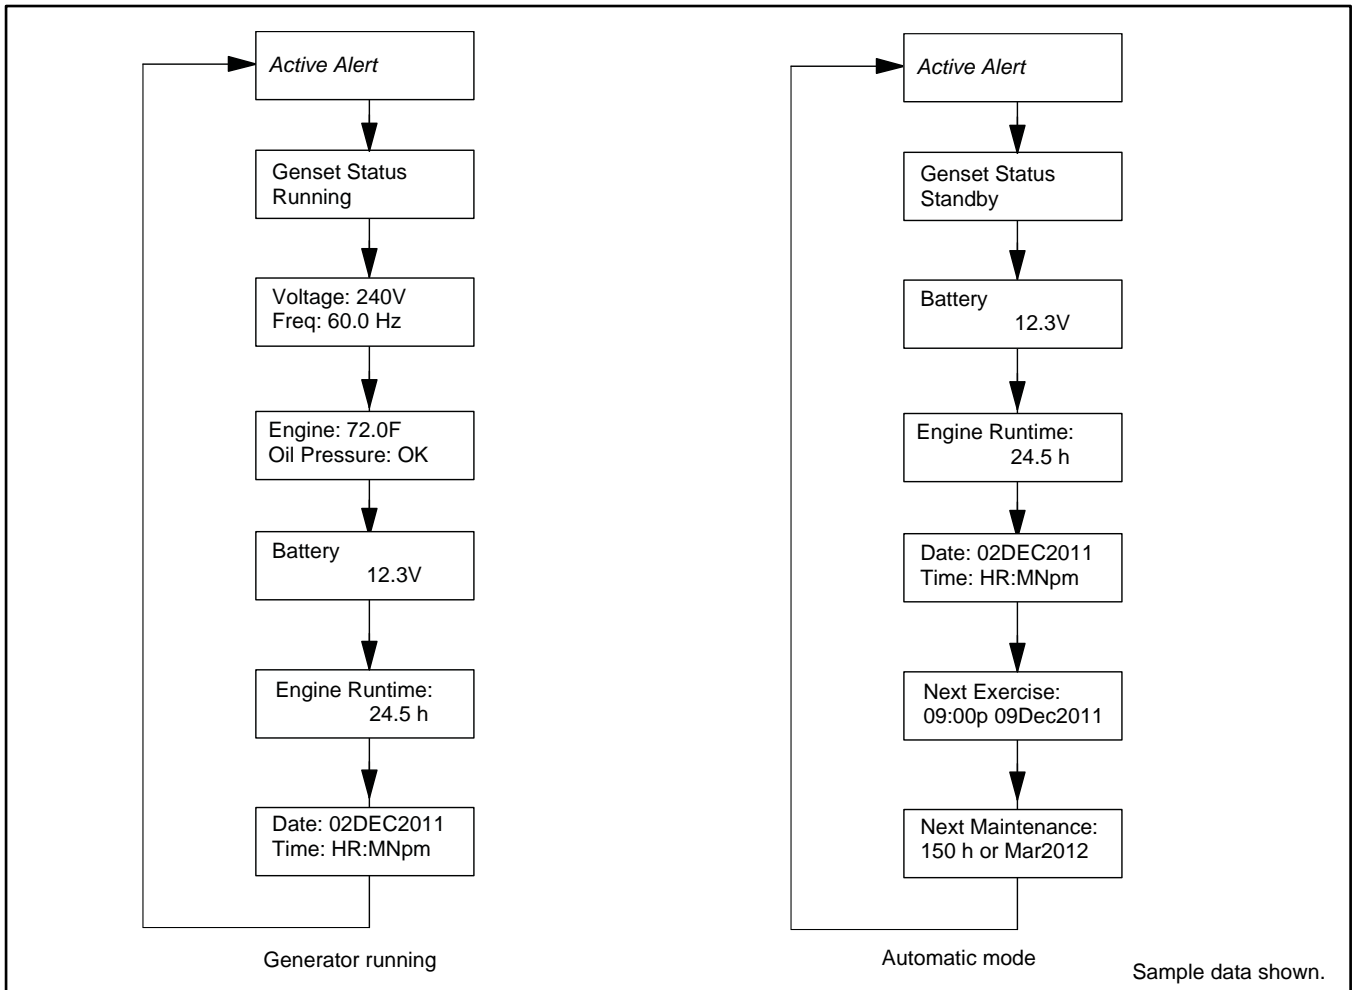 Active Alert
Genset Status
Running
Voltage: 240V
Freq: 60.0 Hz
Engine: 72.0F
Oil Pressure: OK
Battery
12.3V
Engine Runtime:
24.5 h
Date: 02DEC2011
Time: HR:MNpm
Generator running
Active Alert
Genset Status
Standby
Battery
12.3V
Engine Runtime:
24.5 h
Date: 02DEC2011
Time: HR:MNpm
Next Exercise:
09:00p 09Dec2011
Next Maintenance:
150 h or Mar2012
Automatic mode
Sample data shown.